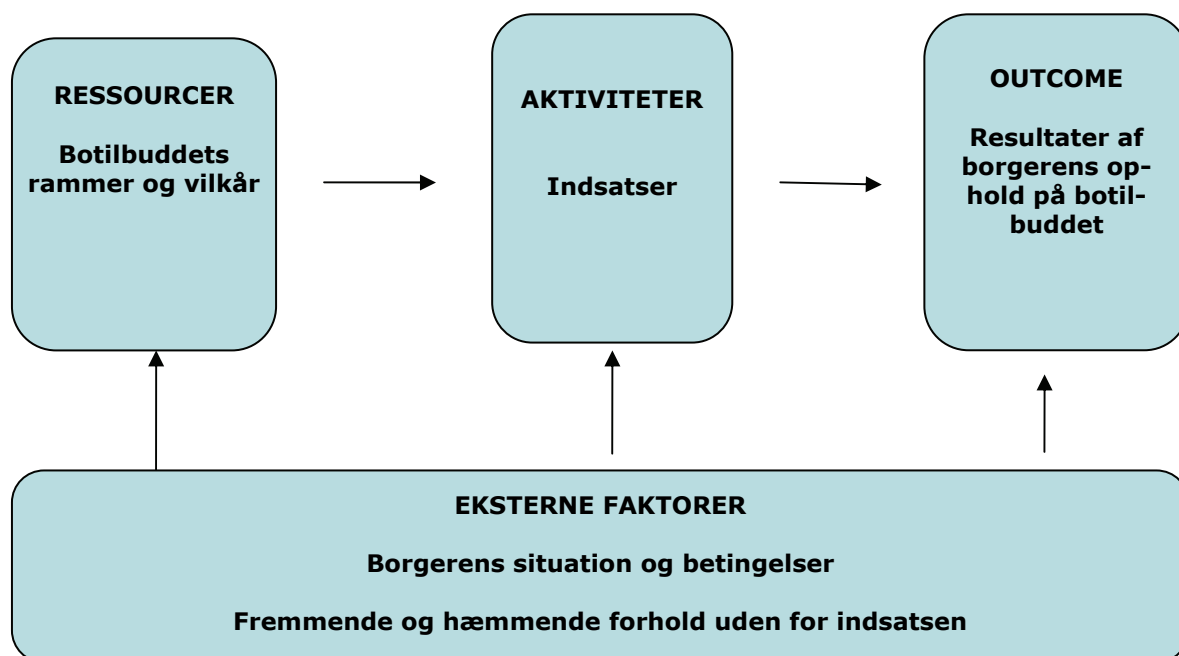 RESSOURCER
Botilbuddets
rammer og vilkår
AKTIVITETER
Indsatser
OUTCOME
Resultater af
borgerens op-
hold på botil-
buddet
EKSTERNE FAKTORER
Borgerens situation og betingelser
Fremmende og hæmmende forhold uden for indsatsen